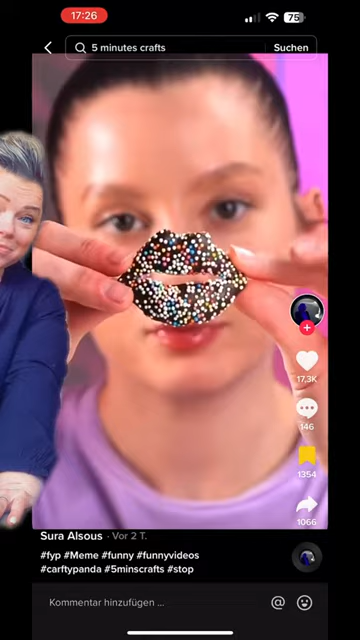 17:26
75
5 minutes crafts
Suchen
17,3K
146
1354
1066
Sura Alsous · Vor 2 T.
#fyp #Meme #funny #funnyvideos
#carftypanda #5minscrafts #stop
Kommentar hinzufügen ...